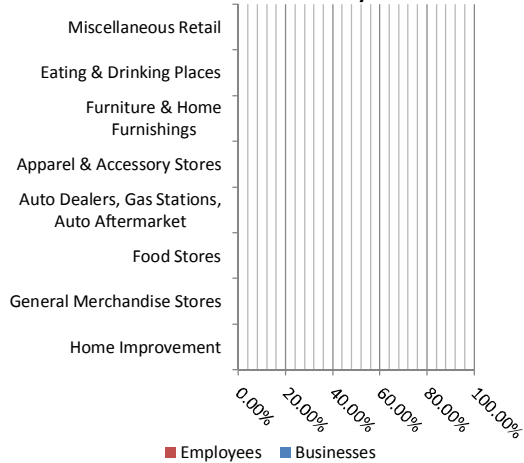 Miscellaneous Retail
Eating & Drinking Places
Furniture & Home
Furnishings
Apparel & Accessory Stores
Auto Dealers, Gas Stations,
Auto Aftermarket
Food Stores
General Merchandise Stores
Home Improvement
0.00%
20.00%
40.00%
60.00%
80.00%
100.00%
Employees
Businesses